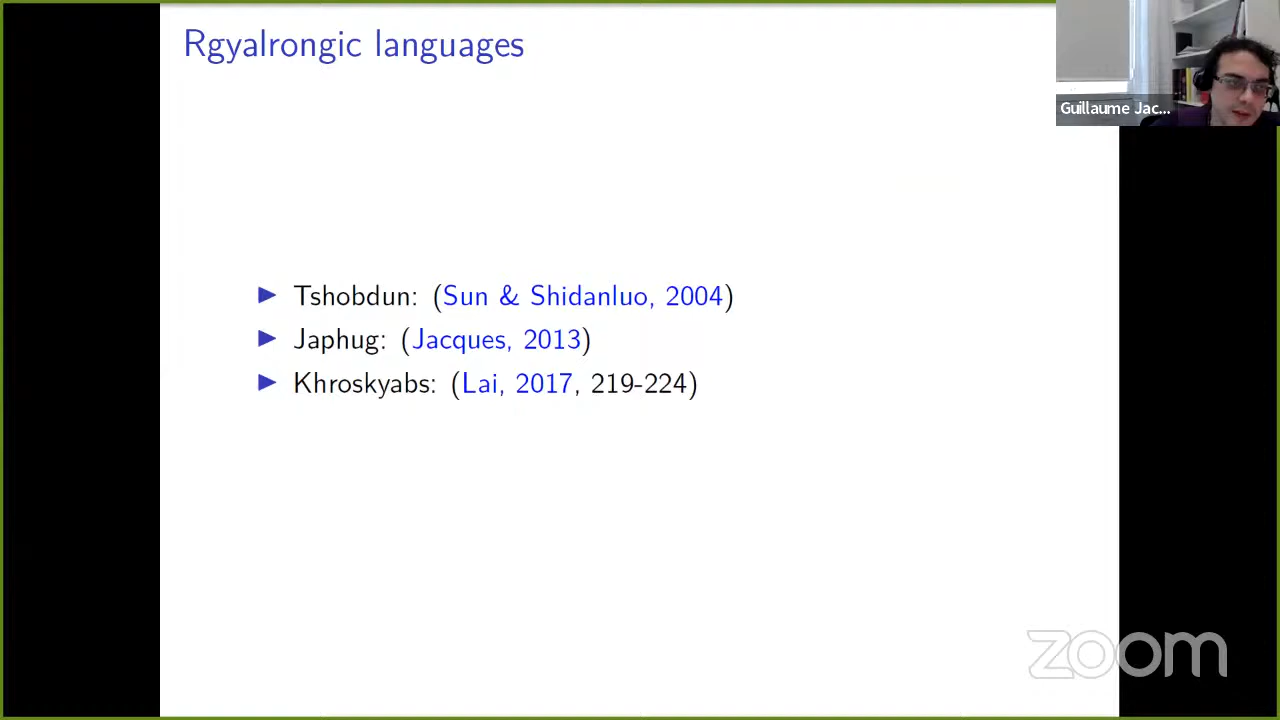 Rgyalrongic languages
Guillaume Jac...
Tshobdun: (Sun & Shidanluo, 2004)
Japhug: (Jacques, 2013)
Khroskyabs: (Lai, 2017, 219-224)
zoom